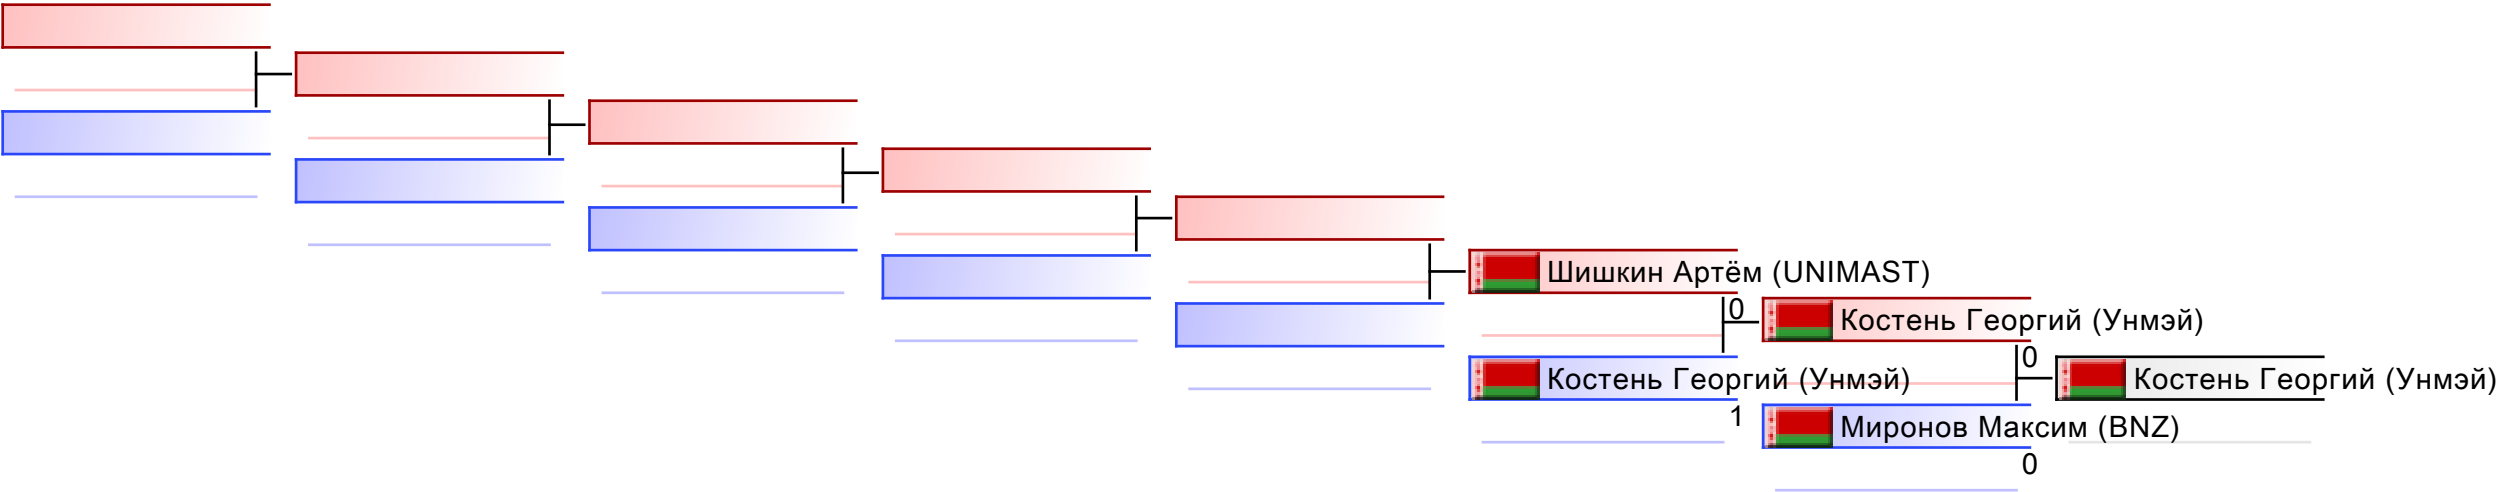 Шишкин Артём (UNIMAST)
0
Костень Георгий (Унмэй)
1
Костень Георгий (Унмэй)
0
Миронов Максим (BNZ)
0
Костень Георгий (Унмэй)